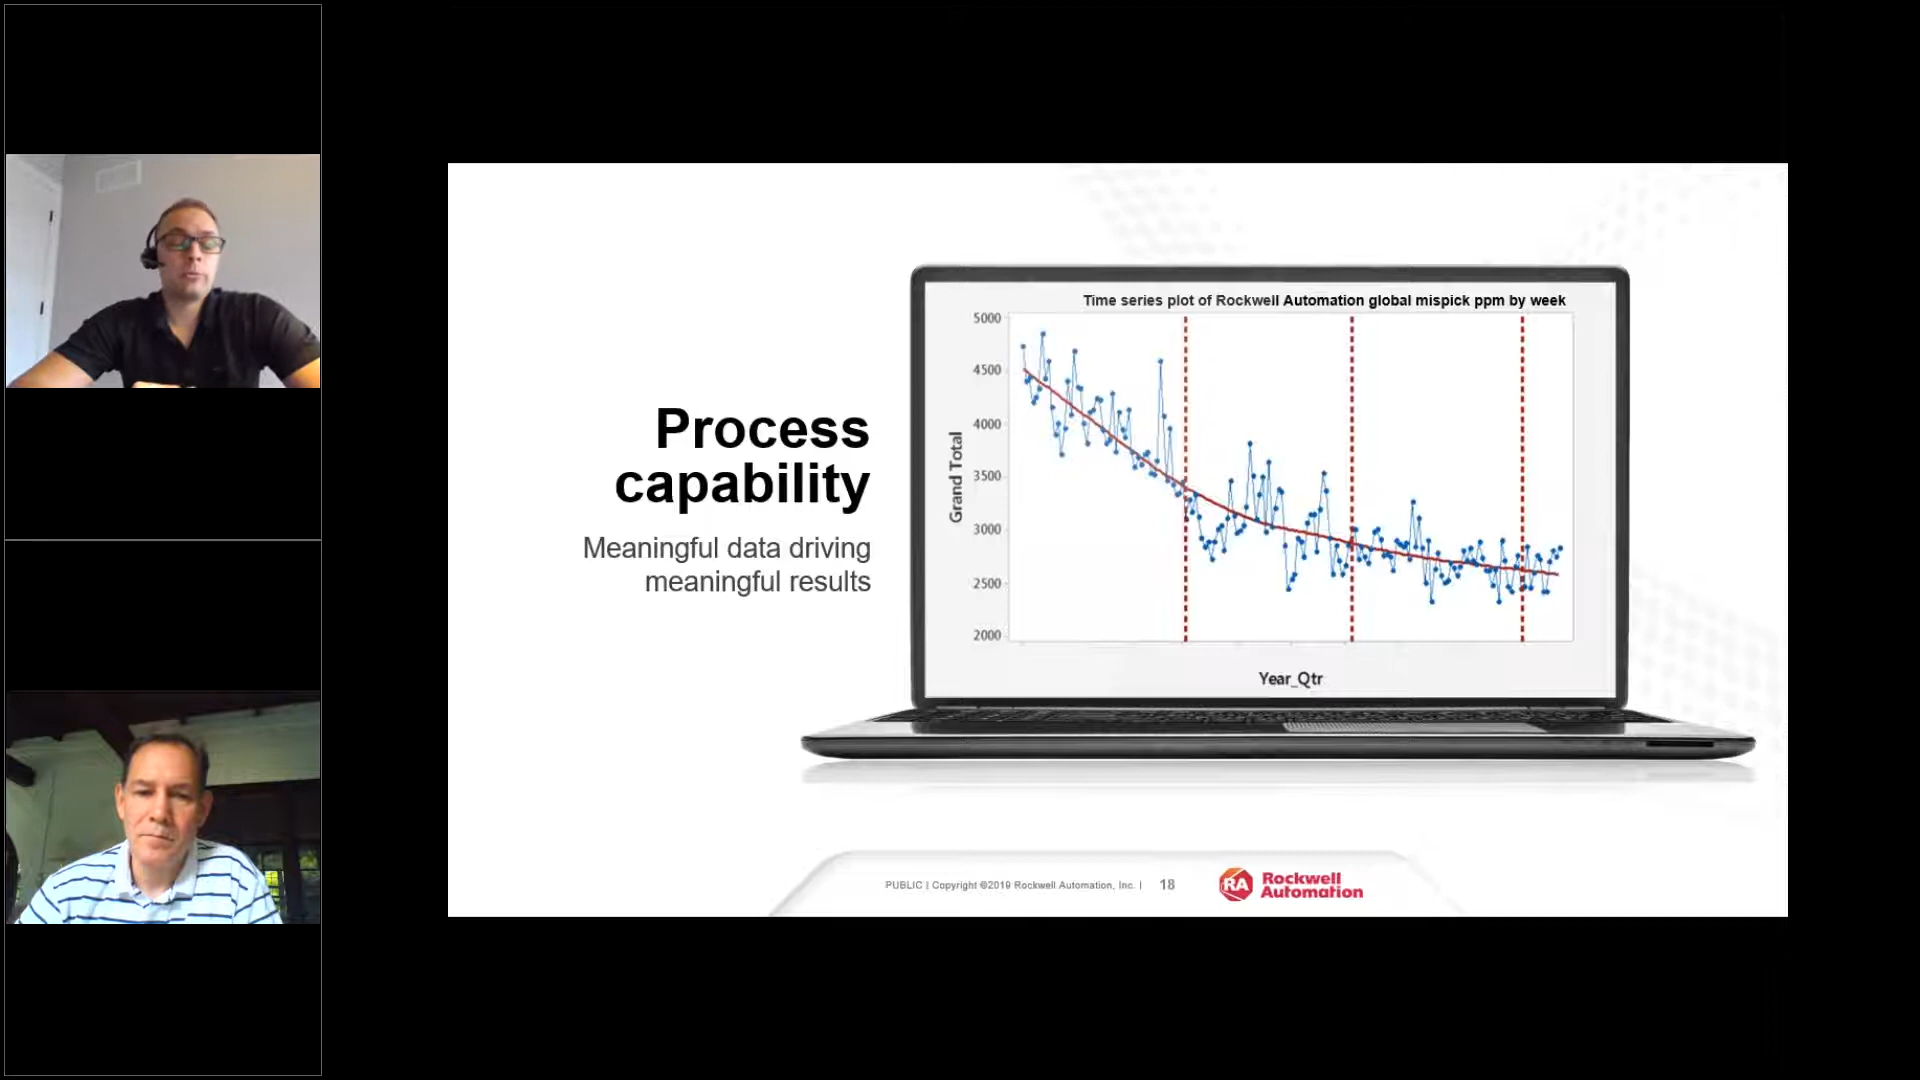 Process
capability
Meaningful data driving
meaningful results
Time series plot of Rockwell Automation global mispick ppm by week
5000
4500
4000
3500
3000
2500
2000
Grand Total
Year_Qtr
PUBLIC | Copyright ©2019 Rockwell Automation, Inc. | 18
RA Rockwell
Automation